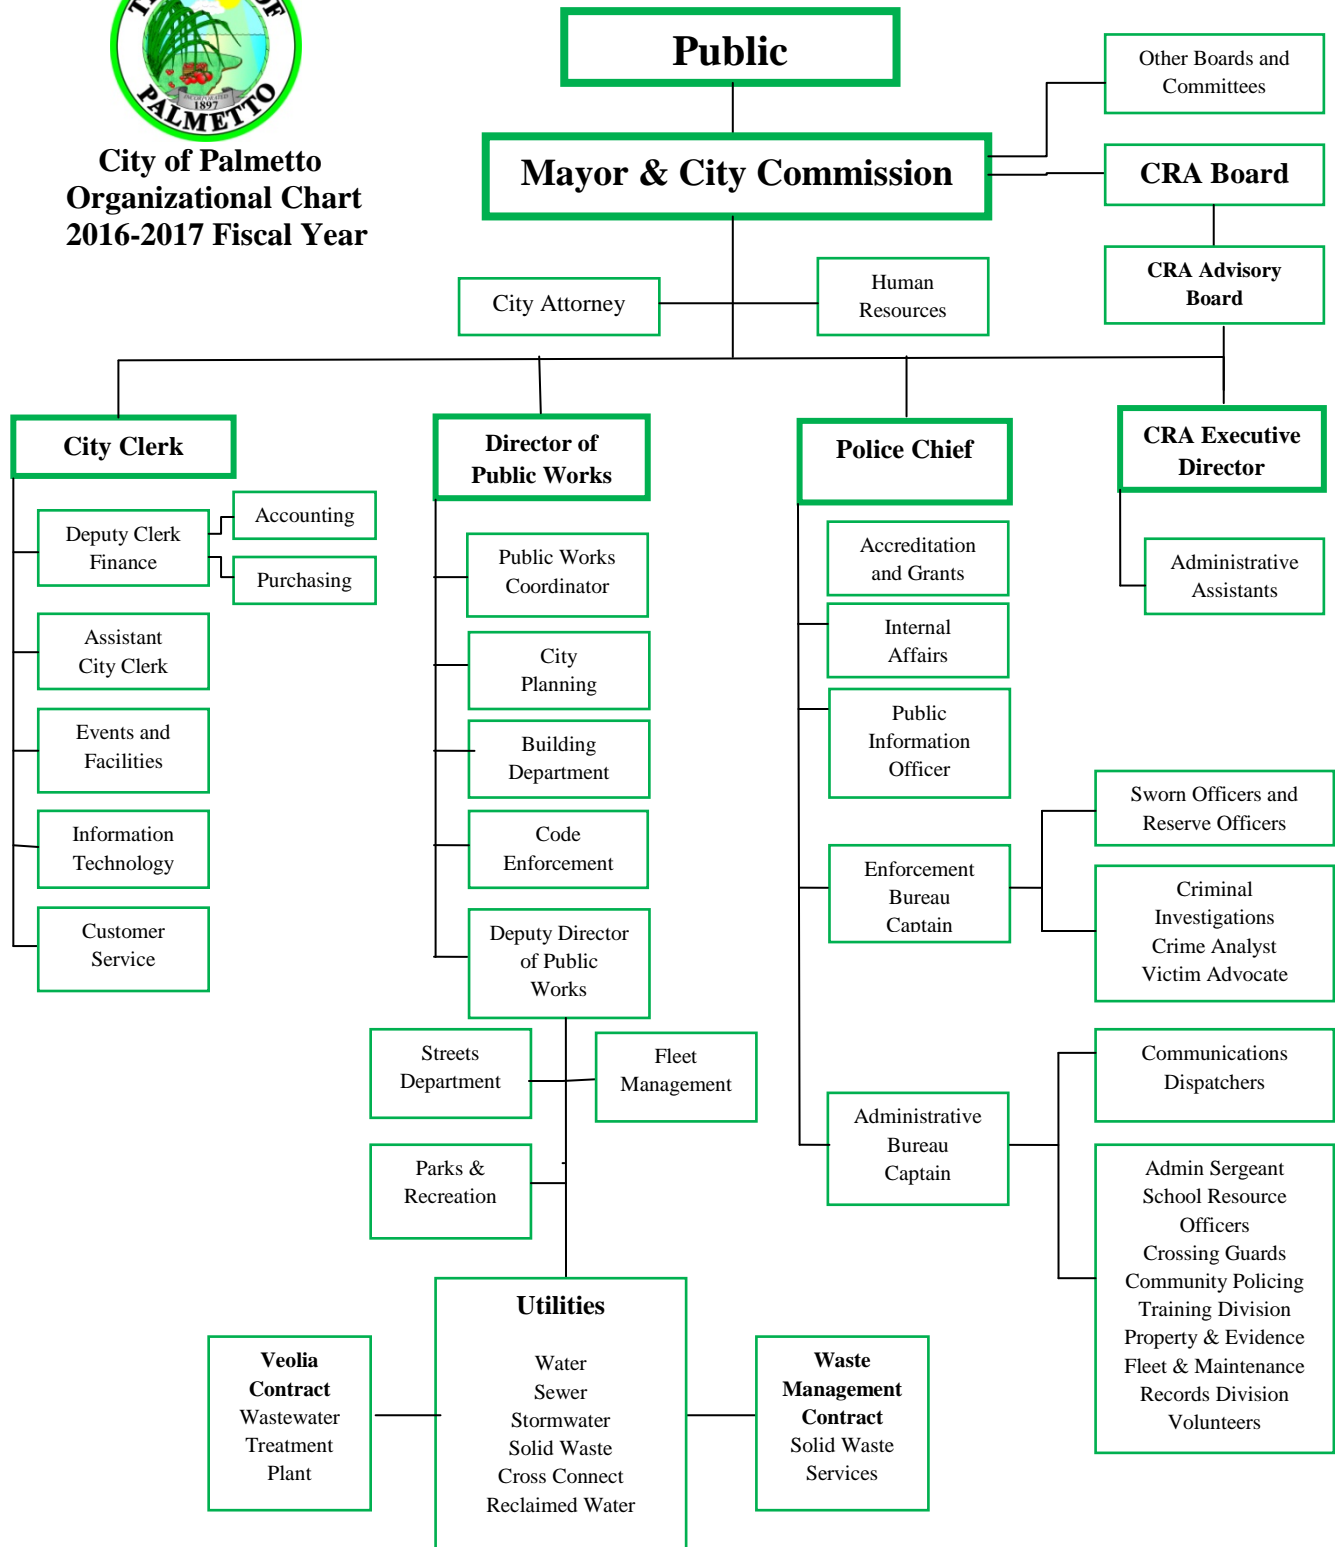 PALMETTO
INCORPORATED
1897
City of Palmetto
Organizational Chart
2016-2017 Fiscal Year
Public
Mayor & City Commission
Other Boards and
Committees
CRA Board
CRA Advisory
Board
City Attorney
Human
Resources
City Clerk
Deputy Clerk
Finance
Accounting
Purchasing
Assistant
City Clerk
Events and
Facilities
Information
Technology
Customer
Service
Director of
Public Works
Public Works
Coordinator
City
Planning
Building
Department
Code
Enforcement
Deputy Director
of Public
Works
Streets
Department
Fleet
Management
Parks &
Recreation
Utilities
Water
Sewer
Stormwater
Solid Waste
Cross Connect
Reclaimed Water
Veolia
Contract
Wastewater
Treatment
Plant
Waste
Management
Contract
Solid Waste
Services
Police Chief
Accreditation
and Grants
Internal
Affairs
Public
Information
Officer
Enforcement
Bureau
Captain
Sworn Officers and
Reserve Officers
Criminal
Investigations
Crime Analyst
Victim Advocate
Administrative
Bureau
Captain
Communications
Dispatchers
Admin Sergeant
School Resource
Officers
Crossing Guards
Community Policing
Training Division
Property & Evidence
Fleet & Maintenance
Records Division
Volunteers
CRA Executive
Director
Administrative
Assistants